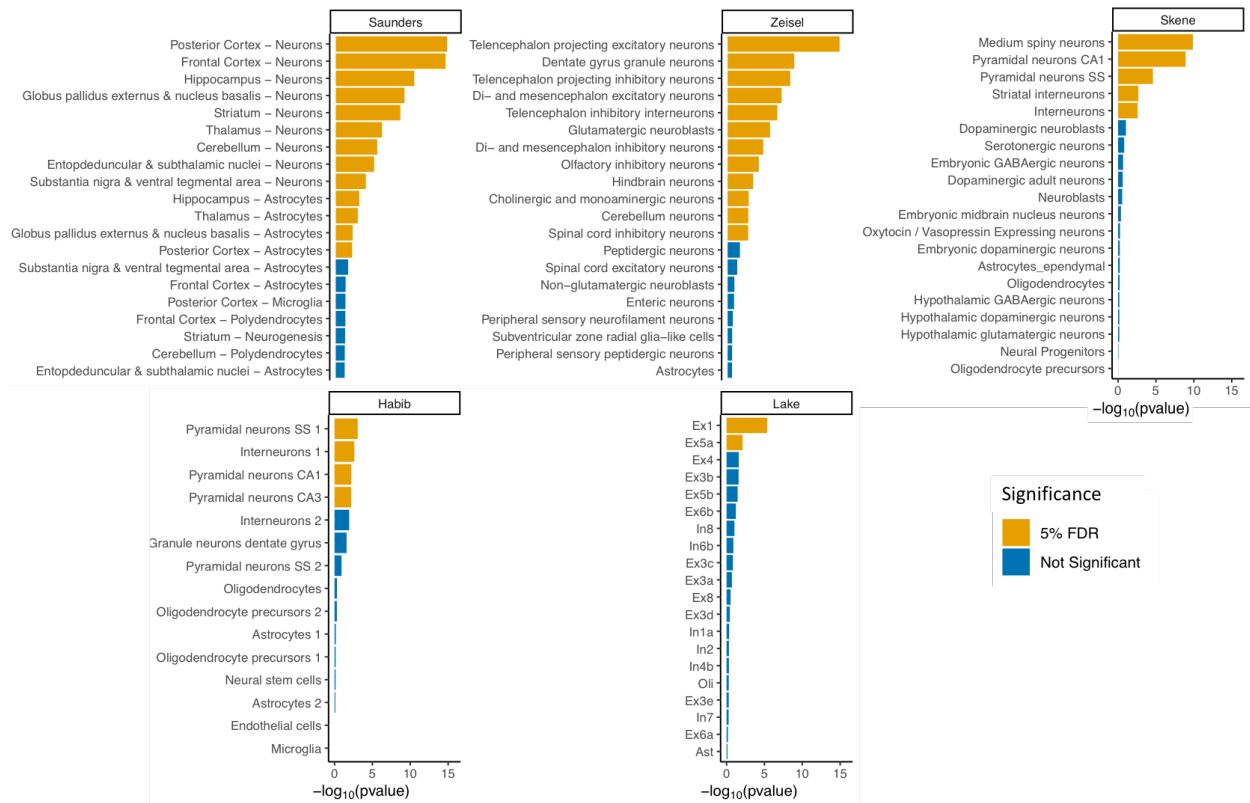 Saunders
Posterior Cortex – Neurons
Frontal Cortex – Neurons
Hippocampus – Neurons
Globus pallidus externus & nucleus basalis – Neurons
Striatum – Neurons
Thalamus – Neurons
Cerebellum – Neurons
Entopdeduncular & subthalamic nuclei – Neurons
Substantia nigra & ventral tegmental area – Neurons
Hippocampus – Astrocytes
Thalamus – Astrocytes
Globus pallidus externus & nucleus basalis – Astrocytes
Posterior Cortex – Astrocytes
Substantia nigra & ventral tegmental area – Astrocytes
Frontal Cortex – Astrocytes
Posterior Cortex – Microglia
Frontal Cortex – Polydendrocytes
Striatum – Neurogenesis
Cerebellum – Polydendrocytes
Entopdeduncular & subthalamic nuclei – Astrocytes
Zeisel
Telencephalon projecting excitatory neurons
Dentate gyrus granule neurons
Telencephalon projecting inhibitory neurons
Di– and mesencephalon excitatory neurons
Telencephalon inhibitory interneurons
Glutamatergic neuroblasts
Di– and mesencephalon inhibitory neurons
Olfactory inhibitory neurons
Hindbrain neurons
Cholinergic and monoaminergic neurons
Cerebellum neurons
Spinal cord inhibitory neurons
Peptidergic neurons
Spinal cord excitatory neurons
Non–glutamatergic neuroblasts
Enteric neurons
Peripheral sensory neurofilament neurons
Subventricular zone radial glia–like cells
Peripheral sensory peptidergic neurons
Astrocytes
Skene
Medium spiny neurons
Pyramidal neurons CA1
Pyramidal neurons SS
Striatal interneurons
Interneurons
Dopaminergic neuroblasts
Serotonergic neurons
Embryonic GABAergic neurons
Dopaminergic adult neurons
Neuroblasts
Embryonic midbrain nucleus neurons
Oxytocin / Vasopressin Expressing neurons
Embryonic dopaminergic neurons
Astrocytes_ependymal
Oligodendrocytes
Hypothalamic GABAergic neurons
Hypothalamic dopaminergic neurons
Hypothalamic glutamatergic neurons
Neural Progenitors
Oligodendrocyte precursors
0 5 10 15
−log10(pvalue)
Habib
Pyramidal neurons SS 1
Interneurons 1
Pyramidal neurons CA1
Pyramidal neurons CA3
Interneurons 2
Granule neurons dentate gyrus
Pyramidal neurons SS 2
Oligodendrocytes
Oligodendrocyte precursors 2
Astrocytes 1
Oligodendrocyte precursors 1
Neural stem cells
Astrocytes 2
Endothelial cells
Microglia
0 5 10 15
−log10(pvalue)
Lake
Ex1
Ex5a
Ex4
Ex3b
Ex5b
Ex6b
In8
In6b
Ex3c
Ex3a
Ex8
Ex3d
In1a
In2
In4b
Oli
Ex3e
In7
Ex6a
Ast
0 5 10 15
−log10(pvalue)
Significance
5% FDR
Not Significant